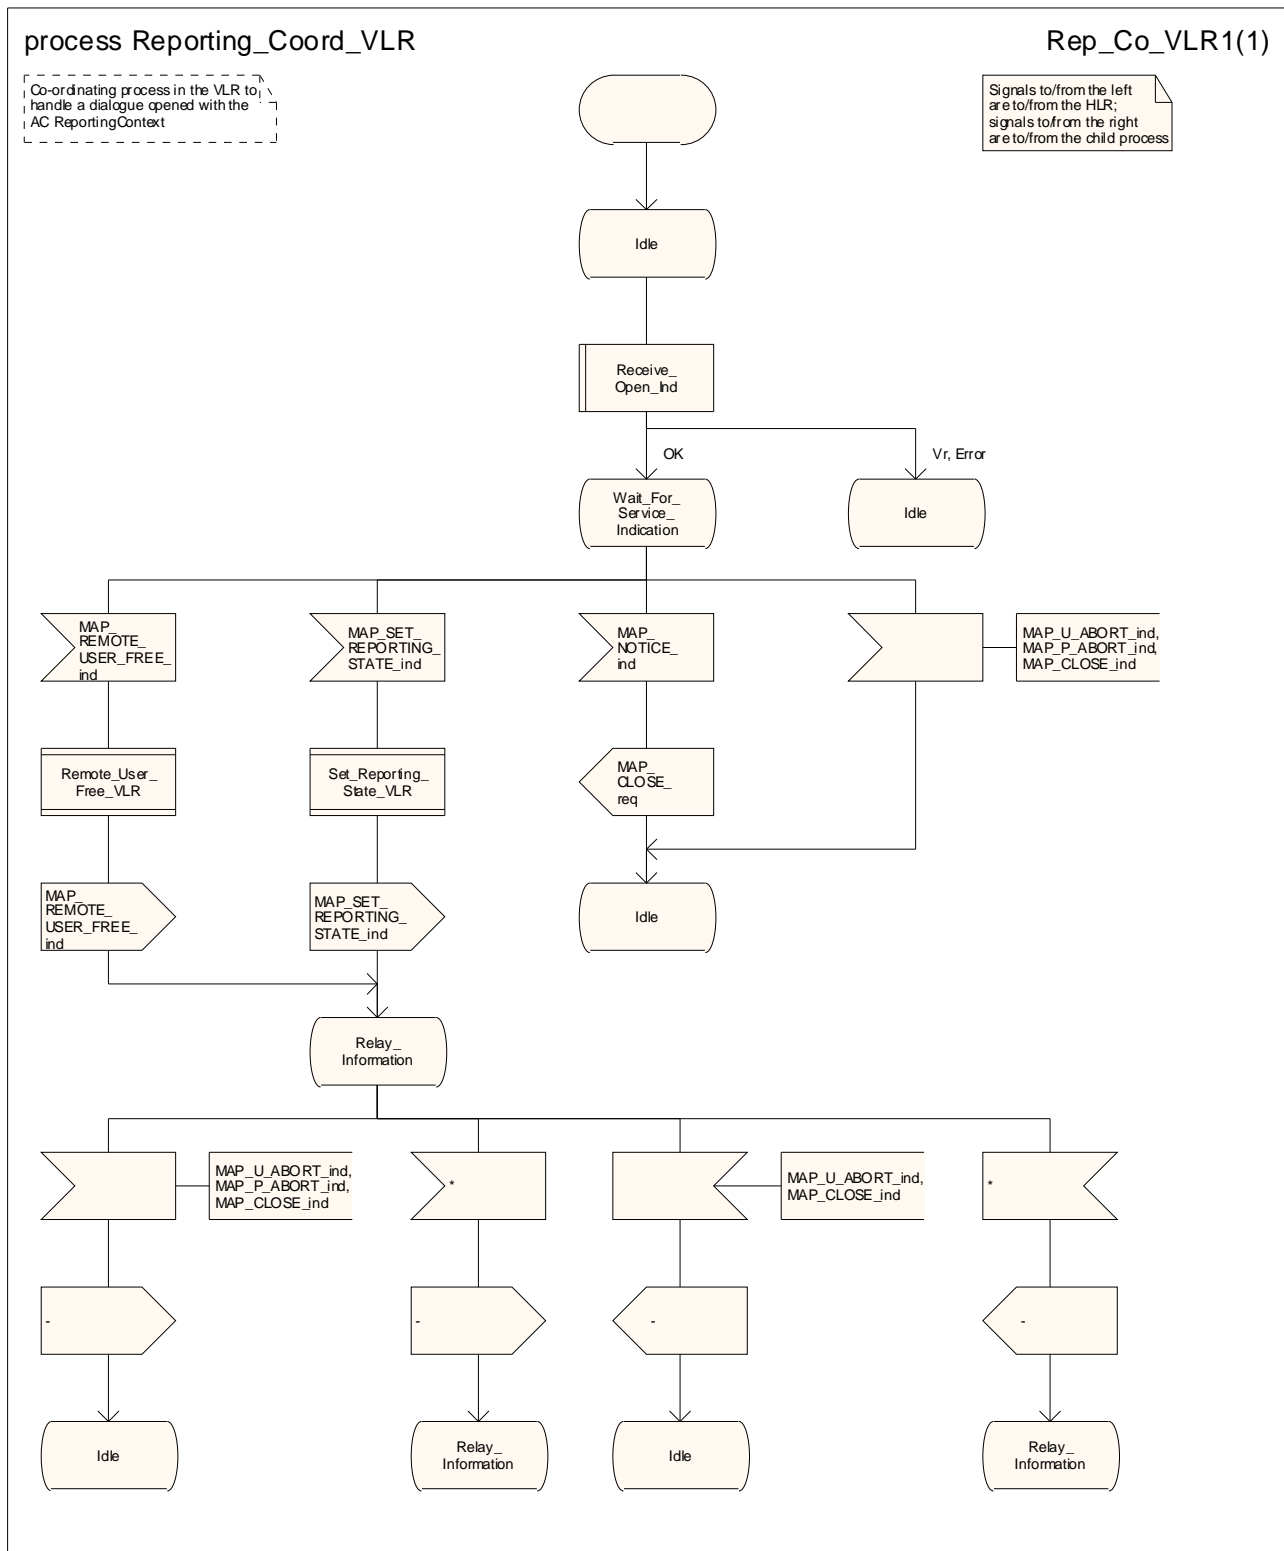 process Reporting_Coord_VLR
Rep_Co_VLR1(1)
Co-ordinating process in the VLR to
handle a dialogue opened with the
AC ReportingContext
Signals to/from the left
are to/from the HLR;
signals to/from the right
are to/from the child process
Idle
Receive_
Open_Ind
OK
Vr, Error
Wait_For_
Service_
Indication
Idle
MAP_
REMOTE_
USER_FREE_
ind
MAP_SET_
REPORTING_
STATE_ind
MAP_
NOTICE_
ind
MAP_U_ABORT_ind,
MAP_P_ABORT_ind,
MAP_CLOSE_ind
Remote_User_
Free_VLR
Set_Reporting_
State_VLR
MAP_
CLOSE_
req
MAP_
REMOTE_
USER_FREE_
ind
MAP_SET_
REPORTING_
STATE_ind
Idle
Relay_
Information
MAP_U_ABORT_ind,
MAP_P_ABORT_ind,
MAP_CLOSE_ind
*
MAP_U_ABORT_ind,
MAP_CLOSE_ind
*
-
-
-
-
Idle
Relay_
Information
Idle
Relay_
Information